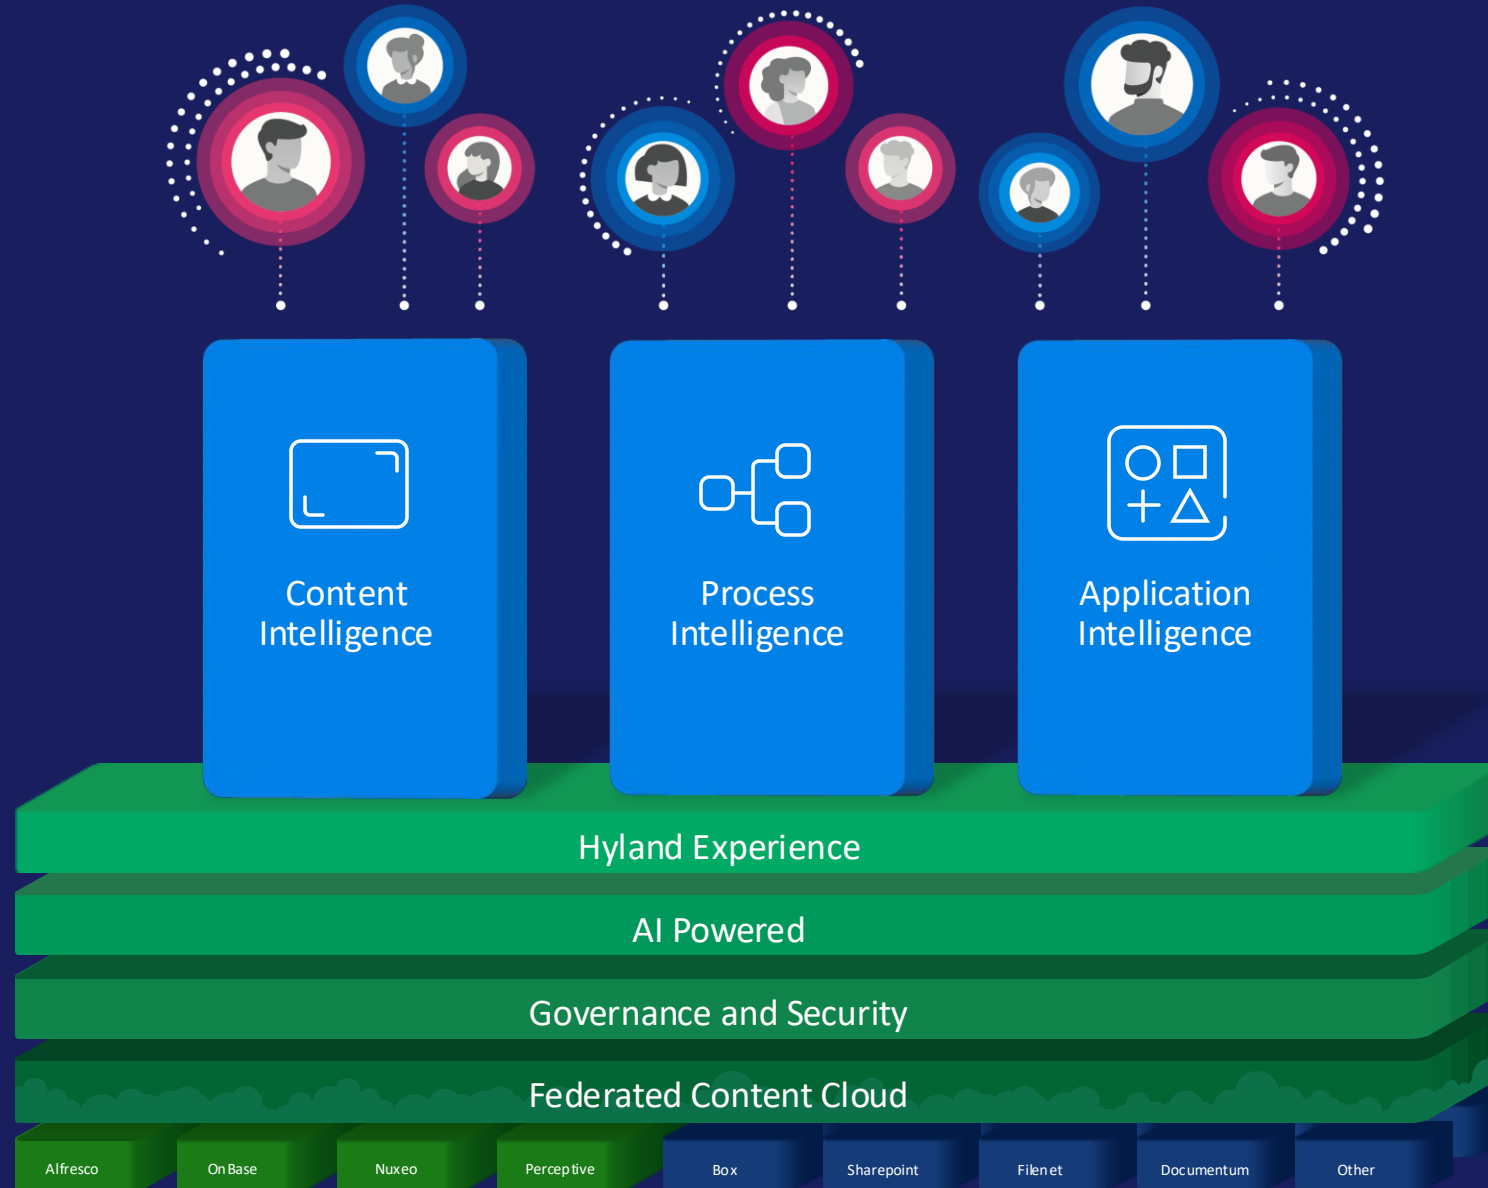 Content
Intelligence
Process
Intelligence
Application
Intelligence
Hyland Experience
AI Powered
Governance and Security
Federated Content Cloud
Alfresco
OnBase
Nuxeo
Perceptive
Box
Sharepoint
Filenet
Documentum
Other